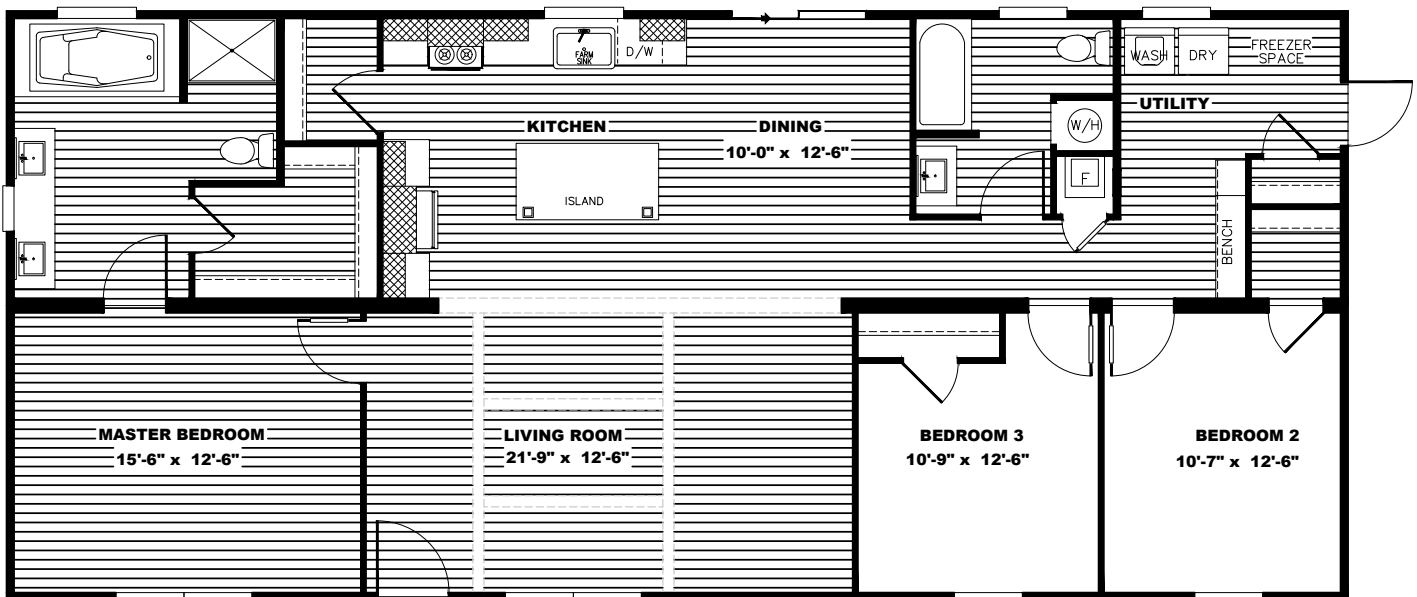 FARM
SINK
D/W
WASH
DRY
FREEZER
SPACE
UTILITY
KITCHEN
DINING
10'-0" x 12'-6"
W/H
F
ISLAND
BENCH
MASTER BEDROOM
15'-6" x 12'-6"
LIVING ROOM
21'-9" x 12'-6"
BEDROOM 3
10'-9" x 12'-6"
BEDROOM 2
10'-7" x 12'-6"